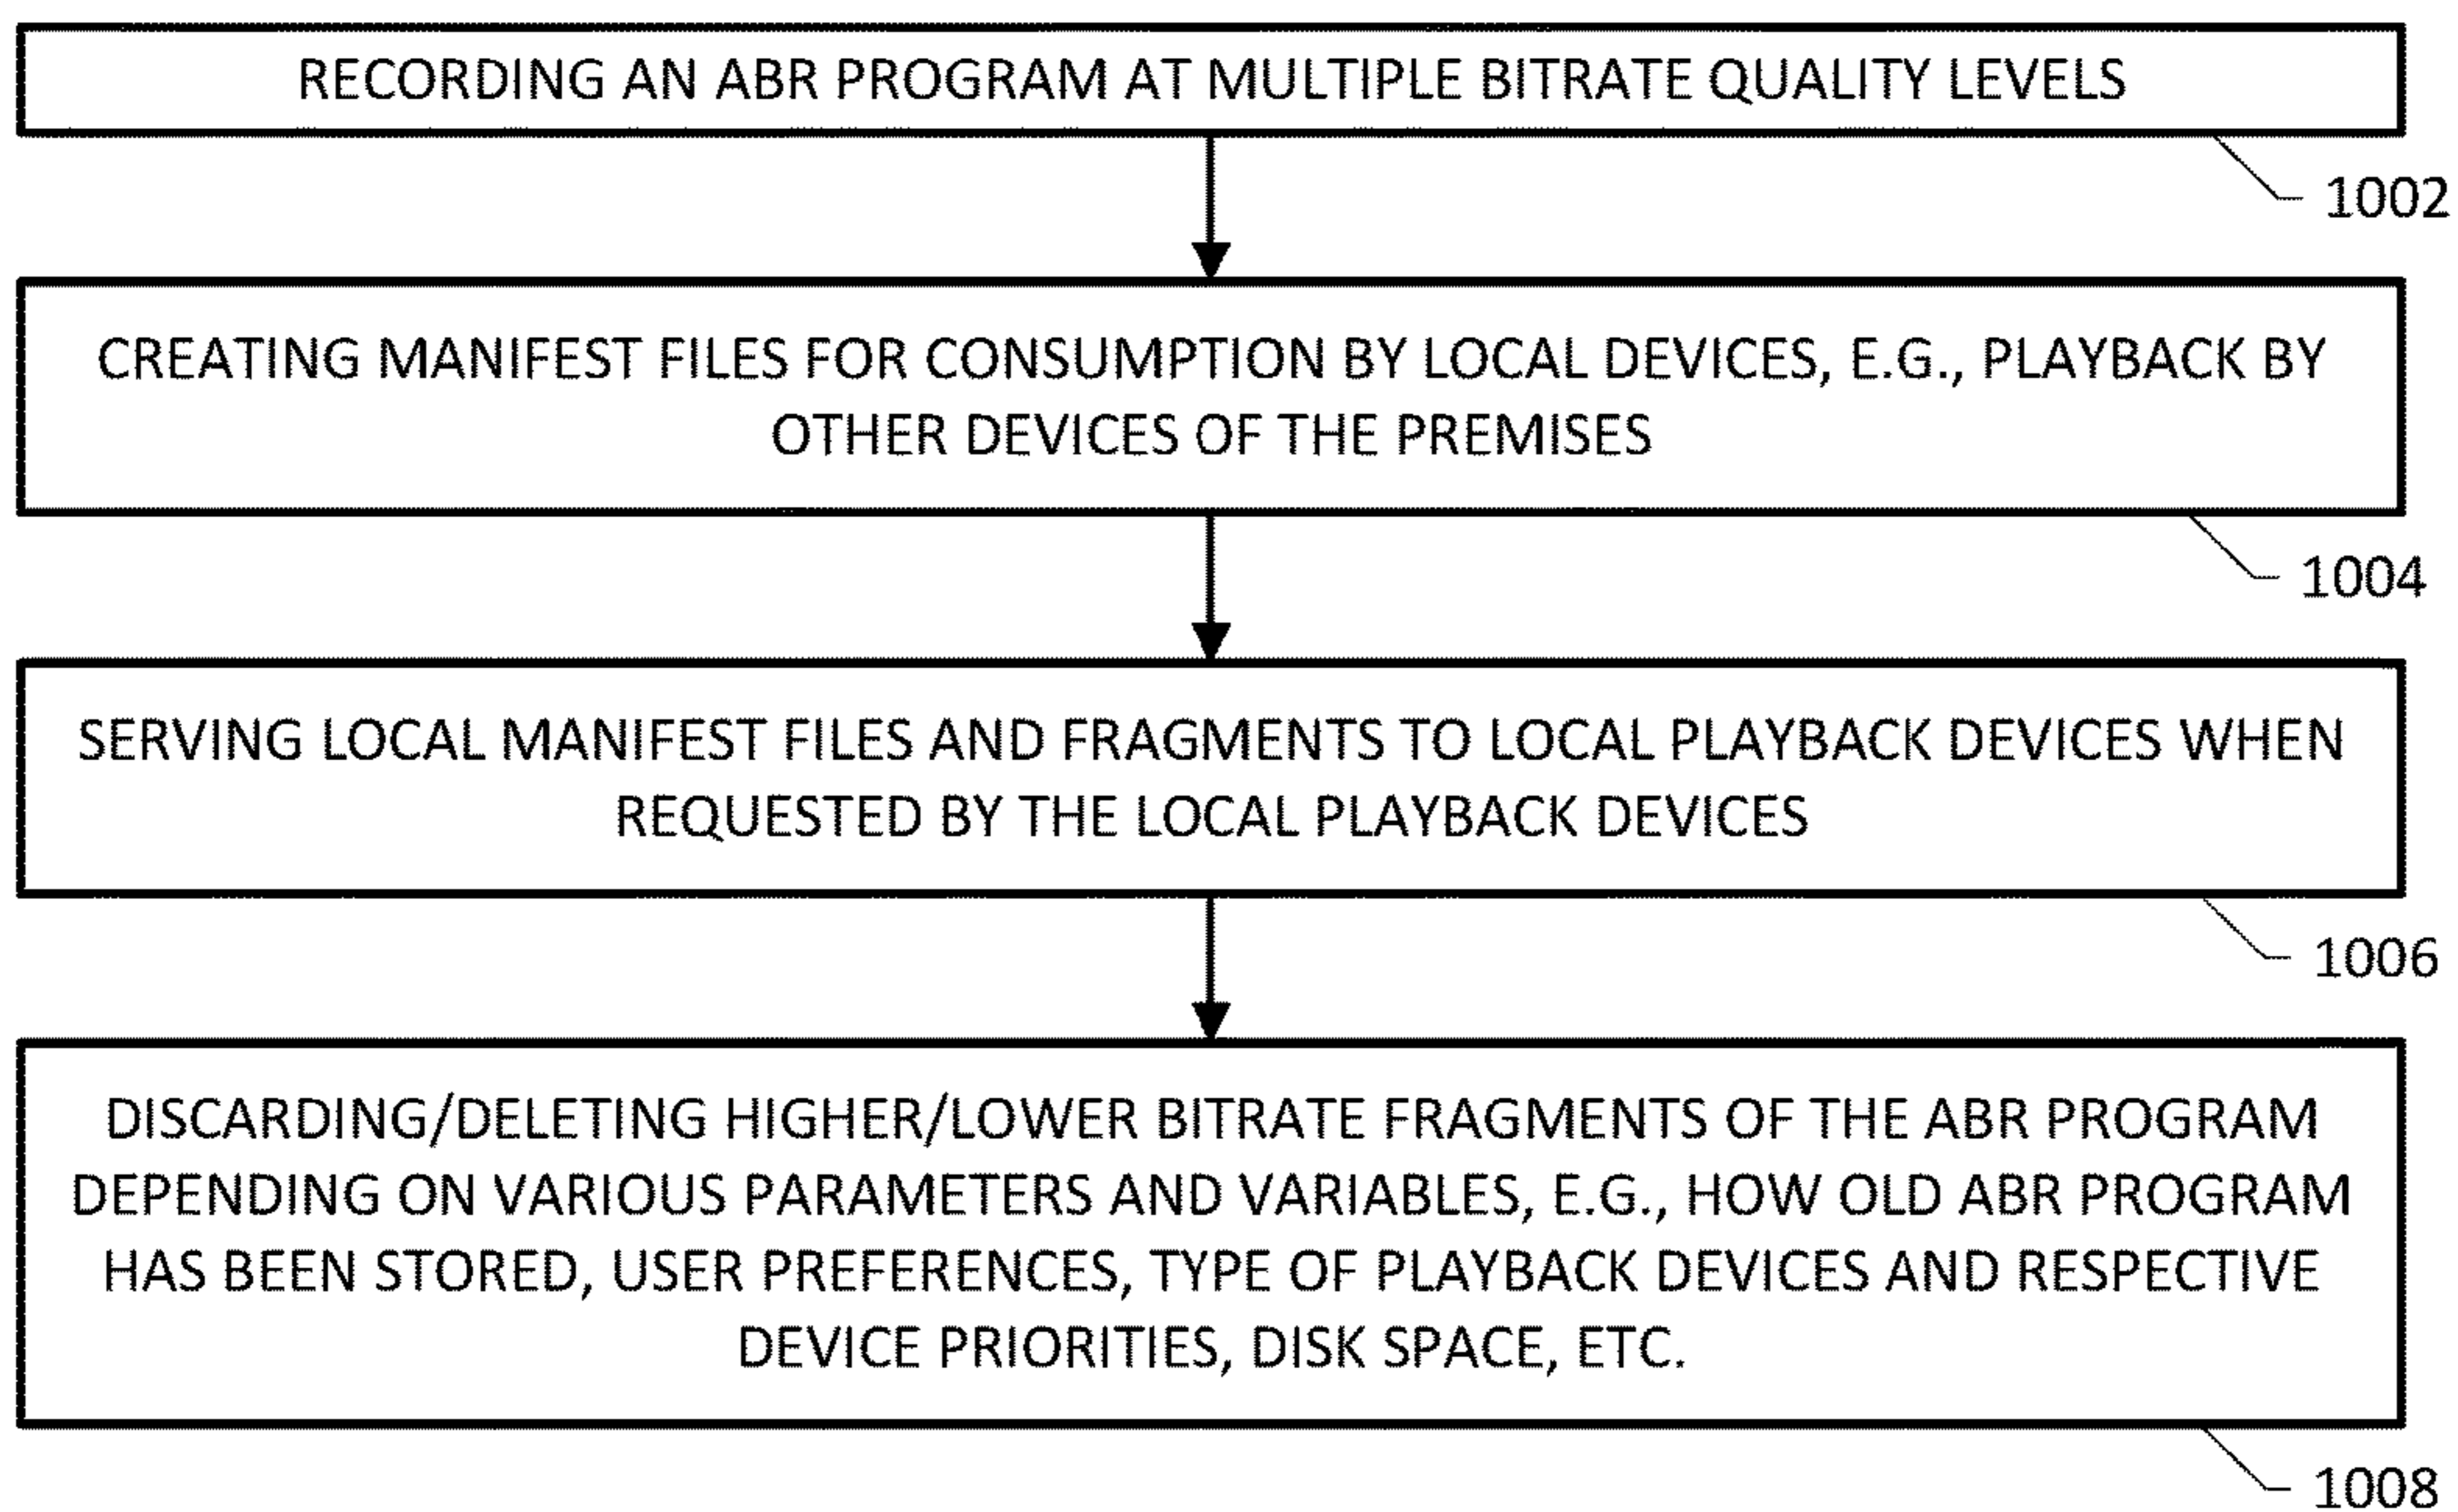 RECORDING AN ABR PROGRAM AT MULTIPLE BITRATE QUALITY LEVELS
1002
CREATING MANIFEST FILES FOR CONSUMPTION BY LOCAL DEVICES, E.G., PLAYBACK BY
OTHER DEVICES OF THE PREMISES
1004
SERVING LOCAL MANIFEST FILES AND FRAGMENTS TO LOCAL PLAYBACK DEVICES WHEN
REQUESTED BY THE LOCAL PLAYBACK DEVICES
1006
DISCARDING/DELETING HIGHER/LOWER BITRATE FRAGMENTS OF THE ABR PROGRAM
DEPENDING ON VARIOUS PARAMETERS AND VARIABLES, E.G., HOW OLD ABR PROGRAM
HAS BEEN STORED, USER PREFERENCES, TYPE OF PLAYBACK DEVICES AND RESPECTIVE
DEVICE PRIORITIES, DISK SPACE, ETC.
1008